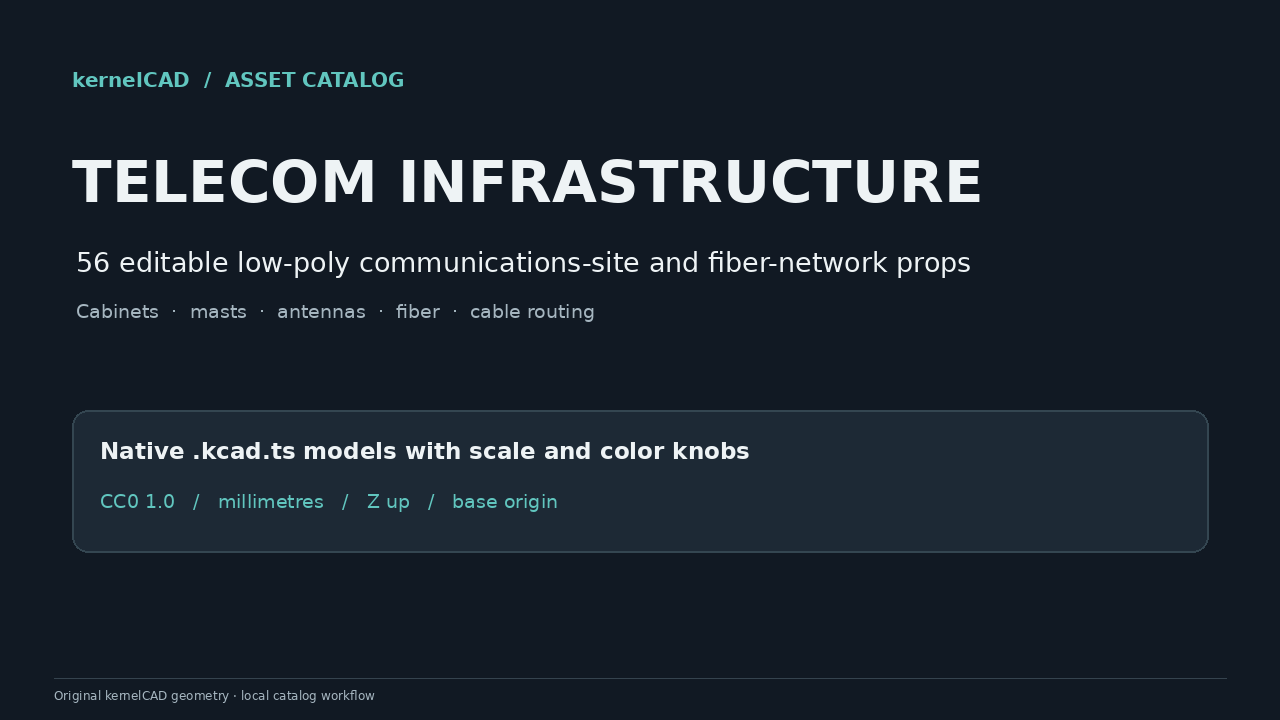 kernelCAD / ASSET CATALOG
TELECOM INFRASTRUCTURE
56 editable low-poly communications-site and fiber-network props
Cabinets · masts · antennas · fiber · cable routing
Native .kcad.ts models with scale and color knobs
CC0 1.0 / millimetres / Z up / base origin
Original kernelCAD geometry · local catalog workflow